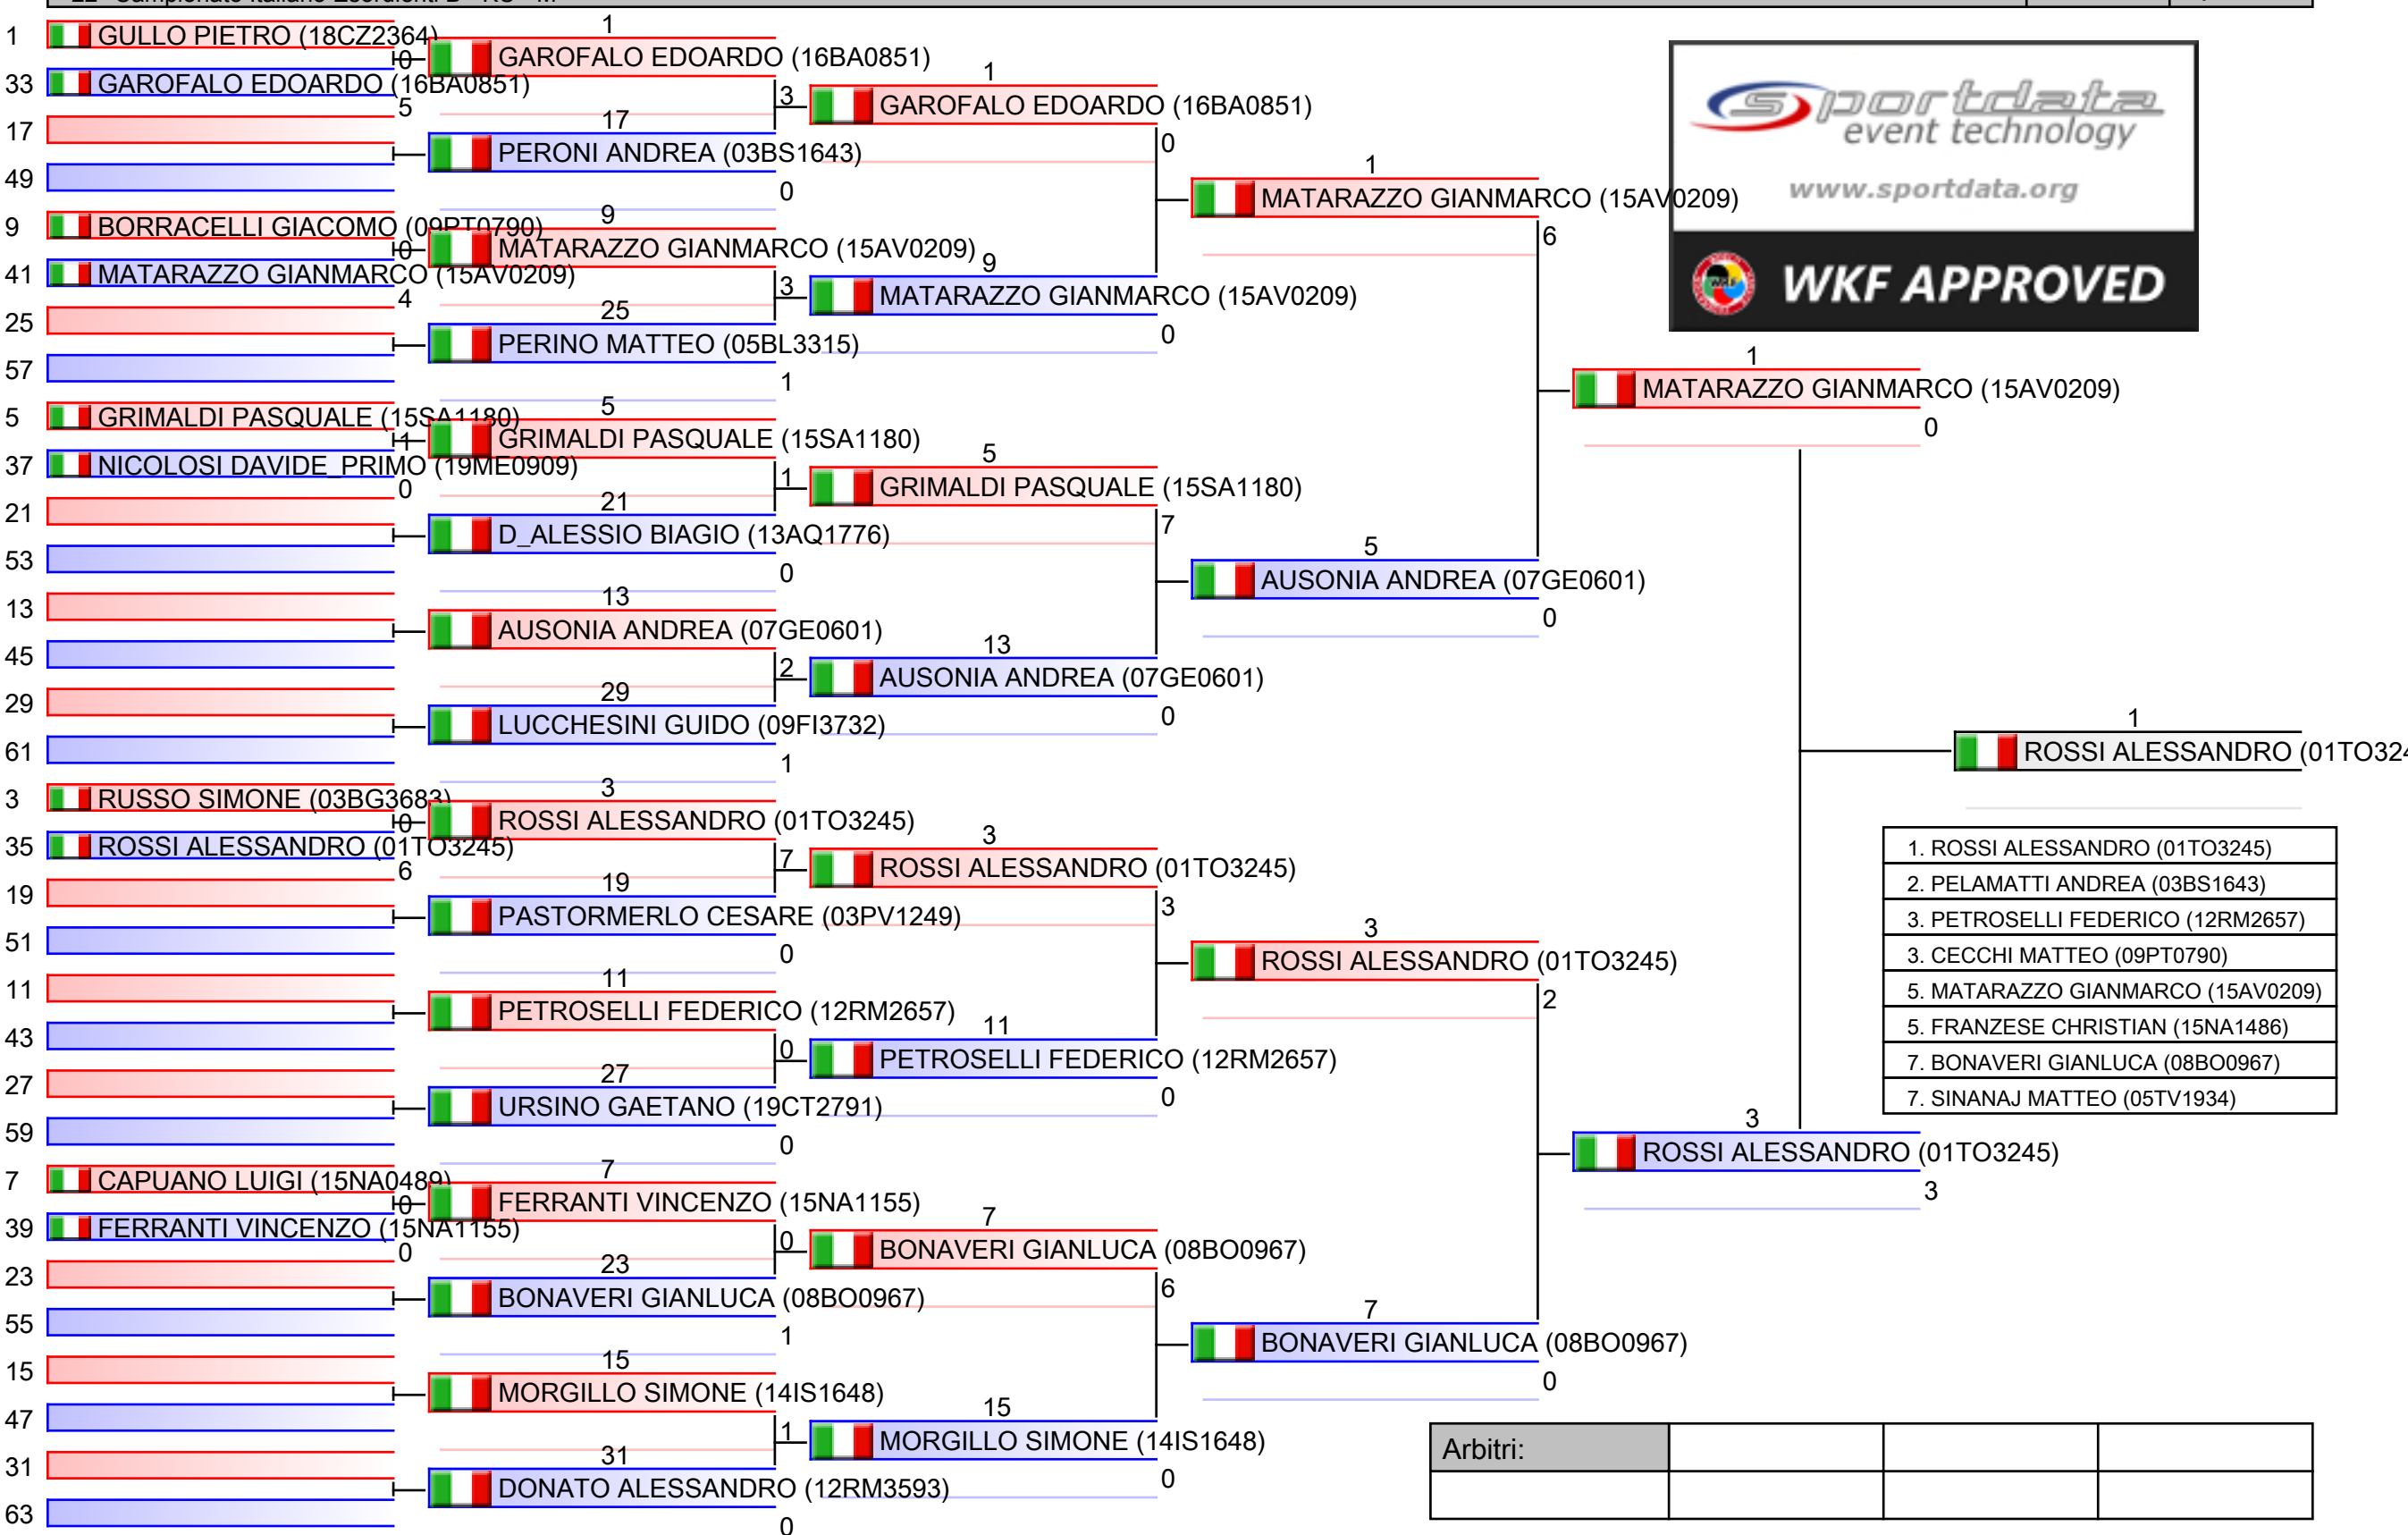 1 GULLO PIETRO (18CZ2364)
0
33 GAROFALO EDOARDO (16BA0851)
5
17
49
9 BORRACELLI GIACOMO (09PT0790)
0
41 MATARAZZO GIANMARCO (15AV0209)
4
25
57
5 GRIMALDI PASQUALE (15SA1180)
1
37 NICOLOSI DAVIDE_PRIMO (19ME0909)
0
21
53
13
45
29
61
3 RUSSO SIMONE (03BG3683)
0
35 ROSSI ALESSANDRO (01TO3245)
6
19
51
11
43
27
59
7 CAPUANO LUIGI (15NA0489)
0
39 FERRANTI VINCENZO (15NA1155)
0
23
55
15
47
31
63
1
GAROFALO EDOARDO (16BA0851)
3
17
PERONI ANDREA (03BS1643)
0
9
MATARAZZO GIANMARCO (15AV0209)
3
25
PERINO MATTEO (05BL3315)
1
5
GRIMALDI PASQUALE (15SA1180)
1
21
D_ALESSIO BIAGIO (13AQ1776)
0
13
AUSONIA ANDREA (07GE0601)
2
29
LUCCHESINI GUIDO (09FI3732)
1
3
ROSSI ALESSANDRO (01TO3245)
7
19
PASTORMERLO CESARE (03PV1249)
0
11
PETROSELLI FEDERICO (12RM2657)
0
27
URSINO GAETANO (19CT2791)
0
7
FERRANTI VINCENZO (15NA1155)
0
23
BONAVERI GIANLUCA (08BO0967)
1
15
MORGILLO SIMONE (14IS1648)
1
31
DONATO ALESSANDRO (12RM3593)
0
1
GAROFALO EDOARDO (16BA0851)
0
9
MATARAZZO GIANMARCO (15AV0209)
0
5
GRIMALDI PASQUALE (15SA1180)
7
13
AUSONIA ANDREA (07GE0601)
0
3
ROSSI ALESSANDRO (01TO3245)
3
11
PETROSELLI FEDERICO (12RM2657)
0
7
BONAVERI GIANLUCA (08BO0967)
6
15
MORGILLO SIMONE (14IS1648)
0
1
MATARAZZO GIANMARCO (15AV0209)
6
5
AUSONIA ANDREA (07GE0601)
0
3
ROSSI ALESSANDRO (01TO3245)
2
7
BONAVERI GIANLUCA (08BO0967)
0
sportdata
event technology
www.sportdata.org
WKF APPROVED
1
MATARAZZO GIANMARCO (15AV0209)
0
3
ROSSI ALESSANDRO (01TO3245)
3
1
ROSSI ALESSANDRO (01TO324
1. ROSSI ALESSANDRO (01TO3245)
2. PELAMATTI ANDREA (03BS1643)
3. PETROSELLI FEDERICO (12RM2657)
3. CECCHI MATTEO (09PT0790)
5. MATARAZZO GIANMARCO (15AV0209)
5. FRANZESE CHRISTIAN (15NA1486)
7. BONAVERI GIANLUCA (08BO0967)
7. SINANAJ MATTEO (05TV1934)
Arbitri: